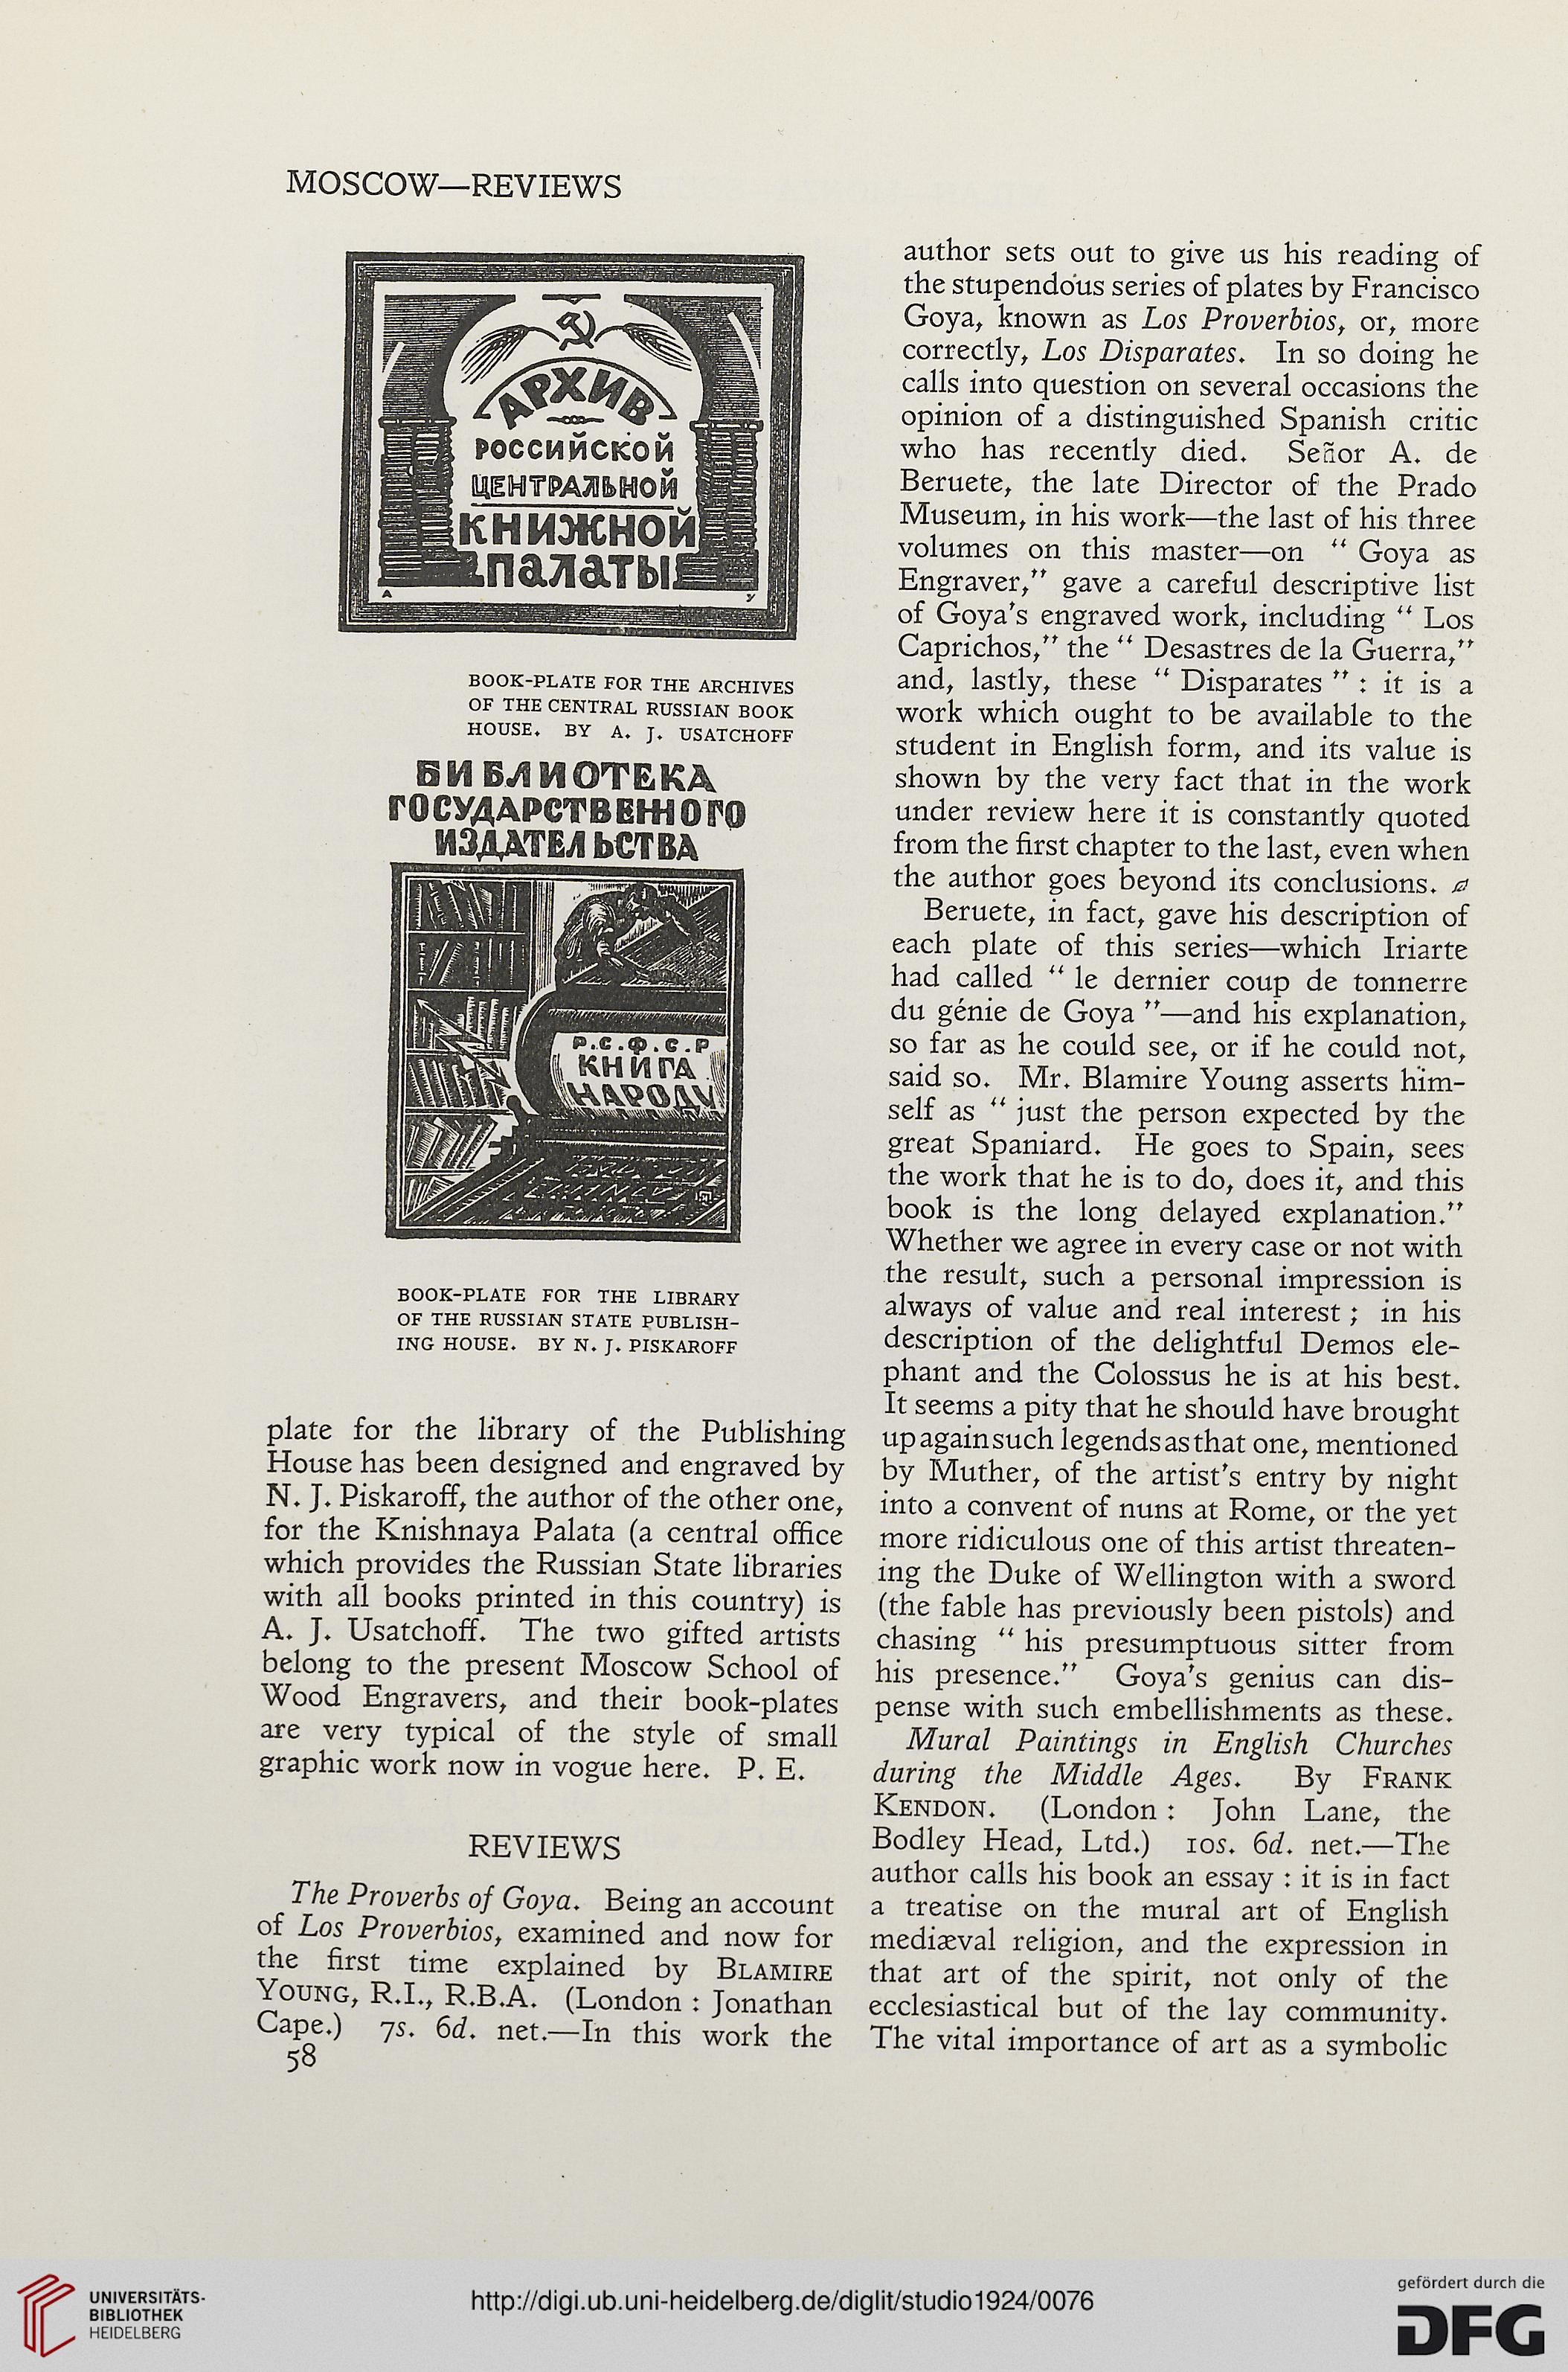 MOSCOW—REVIEWS
АРХИВ
РОССИЙСКОЙ
ЦЕНТРАЛЬНОЙ
КНИЖНОЙ
ПАЛАТЫ
А
У
BOOK-PLATE FOR THE ARCHIVES
OF THE CENTRAL RUSSIAN BOOK
HOUSE. BY A. J. USATCHOFF
БИБЛИОТЕКА
ГОСУДАРСТВЕННОГО
ИЗДАТЕЛЬСТВА
Р.С.Ф.С.Р
КНИГА
НАРОДУ
BOOK-PLATE FOR THE LIBRARY
OF THE RUSSIAN STATE PUBLISH-
ING HOUSE. BY N. J. PISKAROFF
plate for the library of the Publishing
House has been designed and engraved by
N. J. Piskaroff, the author of the other one,
for the Knishnaya Palata (a central office
which provides the Russian State libraries
with all books printed in this country) is
A. J. Usatchoff. The two gifted artists
belong to the present Moscow School of
Wood Engravers, and their book-plates
are very typical of the style of small
graphic work now in vogue here. P. E.
REVIEWS
The Proverbs of Goya. Being an account
of Los Proverbios, examined and now for
the first time explained by BLAMIRE
YOUNG, R.I., R.B.A. (London : Jonathan
Cape.) 7s. 6d. net.—In this work the
58
author sets out to give us his reading of
the stupendous series of plates by Francisco
Goya, known as Los Proverbios, or, more
correctly, Los Disparates. In so doing he
calls into question on several occasions the
opinion of a distinguished Spanish critic
who has recently died. Señor A. de
Beruete, the late Director of the Prado
Museum, in his work—the last of his three
volumes on this master—on “ Goya as
Engraver,” gave a careful descriptive list
of Goya's engraved work, including “ Los
Caprichos,” the “ Desastres de la Guerra,”
and, lastly, these “ Disparates ” : it is a
work which ought to be available to the
student in English form, and its value is
shown by the very fact that in the work
under review here it is constantly quoted
from the first chapter to the last, even when
the author goes beyond its conclusions.
Beruete, in fact, gave his description of
each plate of this series—which Iriarte
had called “ le dernier coup de tonnerre
du génie de Goya ”—and his explanation,
so far as he could see, or if he could not,
said so. Mr. Blamire Young asserts him-
self as “ just the person expected by the
great Spaniard. He goes to Spain, sees
the work that he is to do, does it, and this
book is the long delayed explanation.”
Whether we agree in every case or not with
the result, such a personal impression is
always of value and real interest ; in his
description of the delightful Demos ele-
phant and the Colossus he is at his best.
It seems a pity that he should have brought
up again such legends as that one, mentioned
by Muther, of the artist's entry by night
into a convent of nuns at Rome, or the yet
more ridiculous one of this artist threaten-
ing the Duke of Wellington with a sword
(the fable has previously been pistols) and
chasing “ his presumptuous sitter from
his presence.” Goya's genius can dis-
pense with such embellishments as these.
Mural Paintings in English Churches
during the Middle Ages. By FRANK
KENDON. (London : John Lane, the
Bodley Head, Ltd.) 10s. 6d. net.—The
author calls his book an essay : it is in fact
a treatise on the mural art of English
mediæval religion, and the expression in
that art of the spirit, not only of the
ecclesiastical but of the lay community.
The vital importance of art as a symbolic
UNIVERSITÄTS-
BIBLIOTHEK
HEIDELBERG
http://digi.ub.uni-heidelberg.de/diglit/studio1924/0076
gefördert durch die
DFG